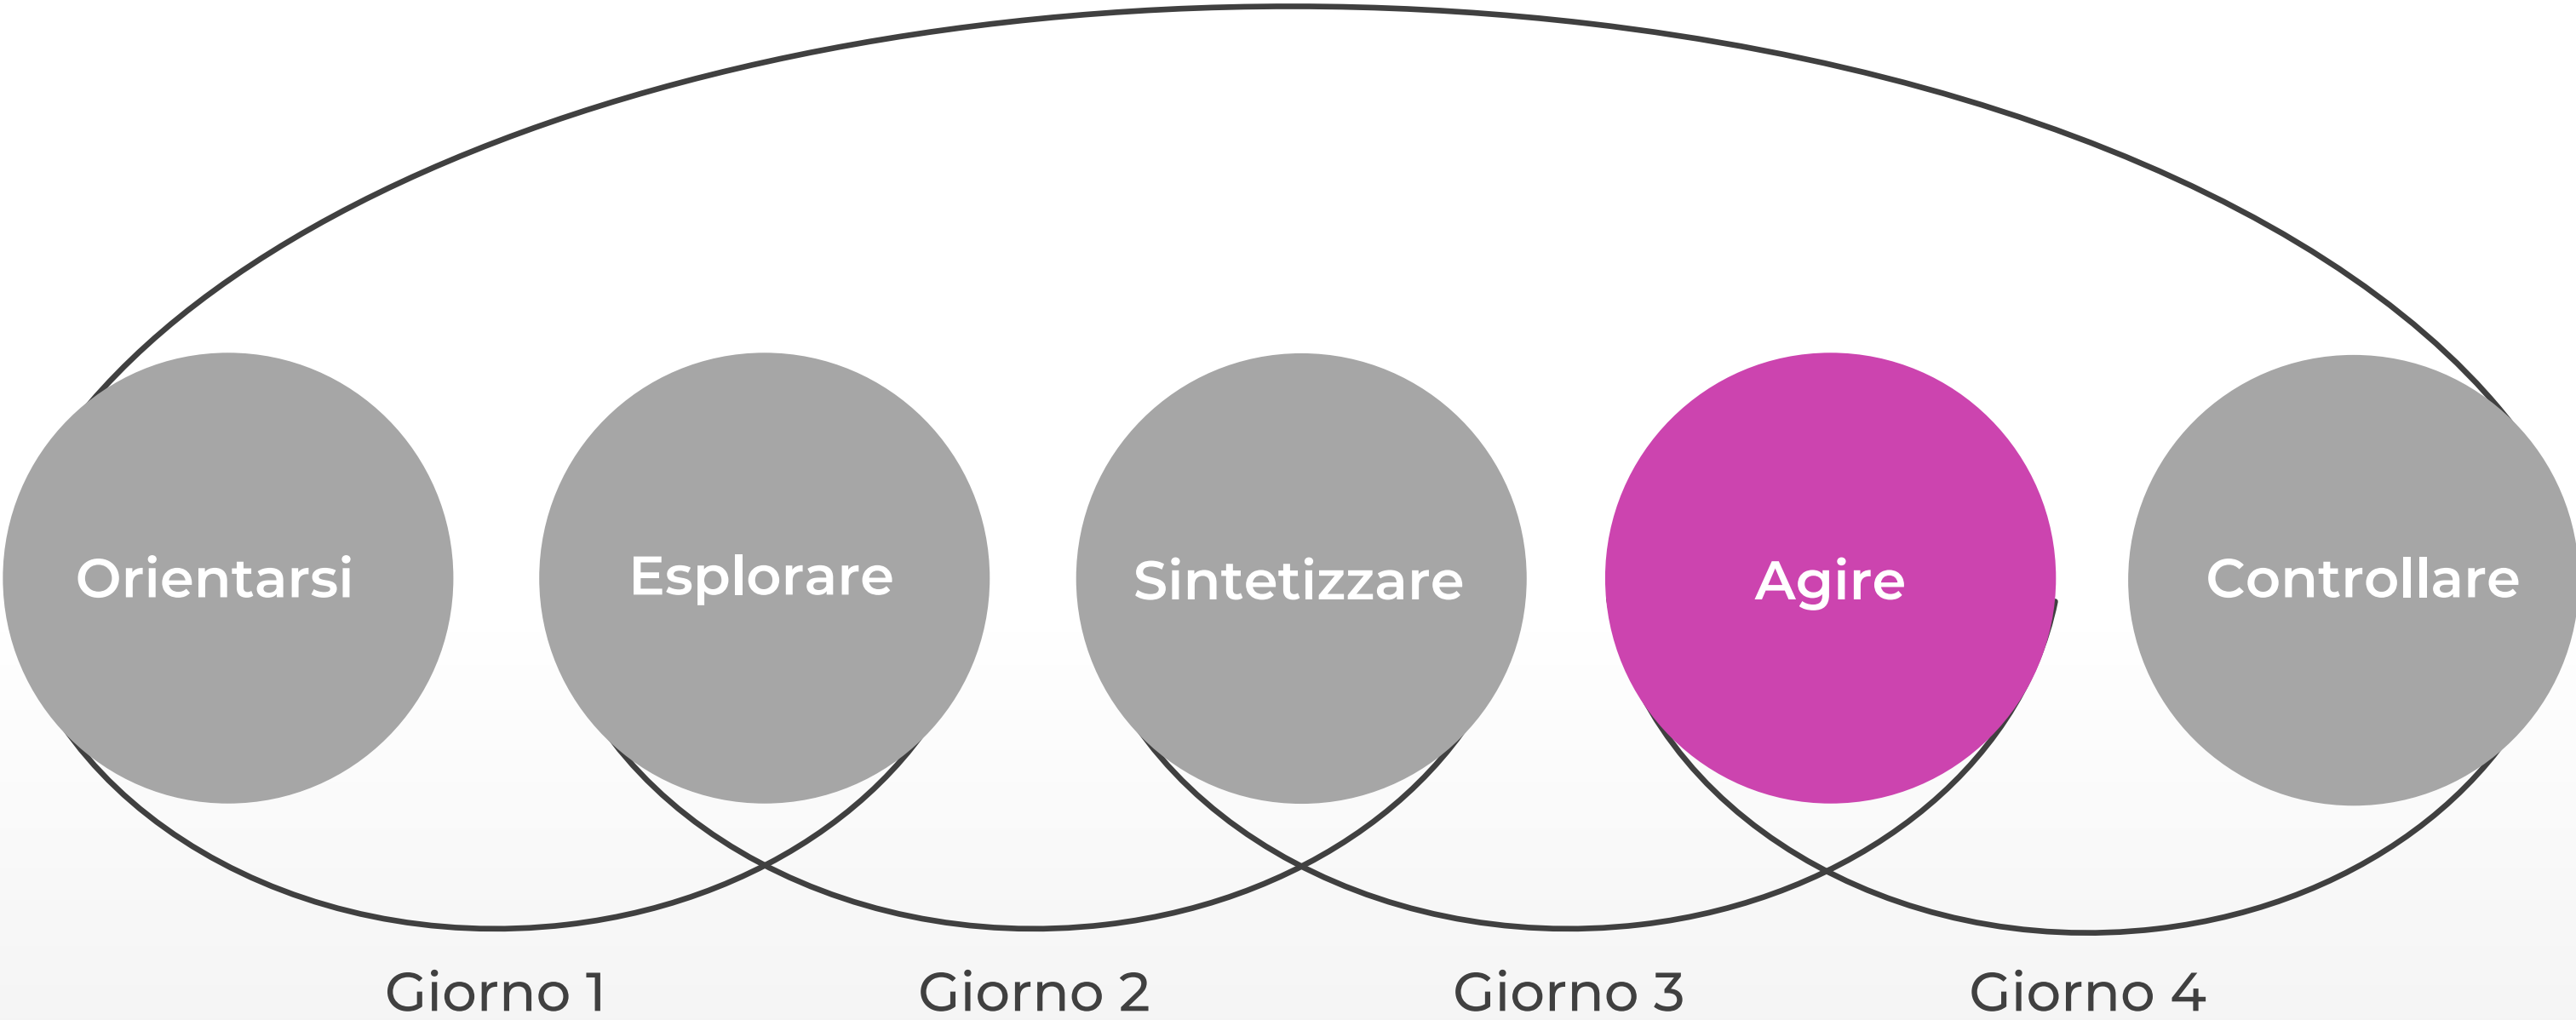 Orientarsi
Esplorare
Sintetizzare
Agire
Controllare
Giorno 1
Giorno 2
Giorno 3
Giorno 4